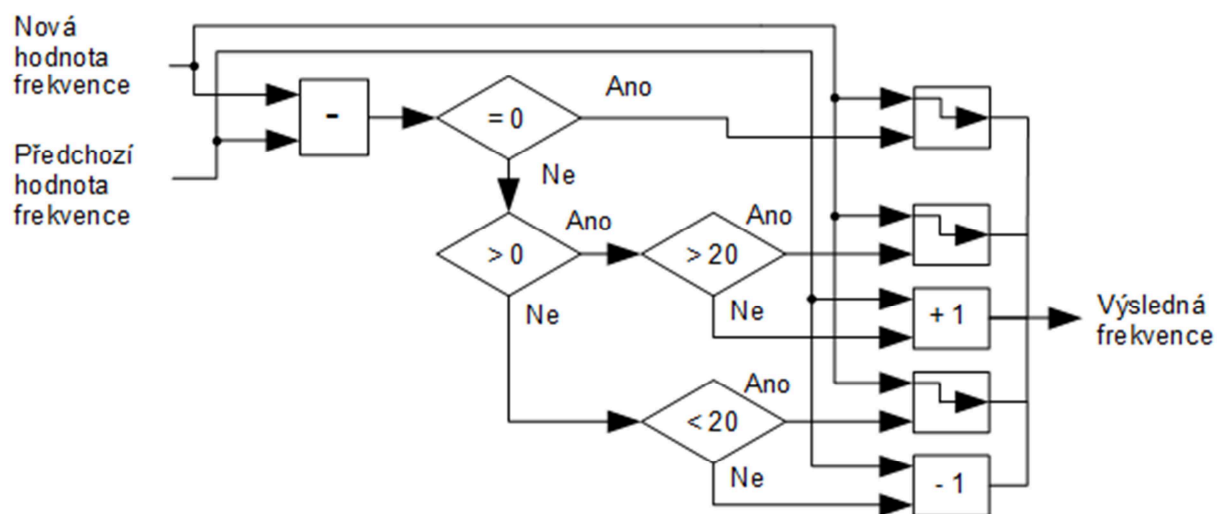 Nová
hodnota
frekvence
Předchozí
hodnota
frekvence
-
= 0
Ano
Ne
> 0
Ano
> 20
Ano
Ne
Ne
< 20
Ano
Ne
+ 1
- 1
Výsledná
frekvence